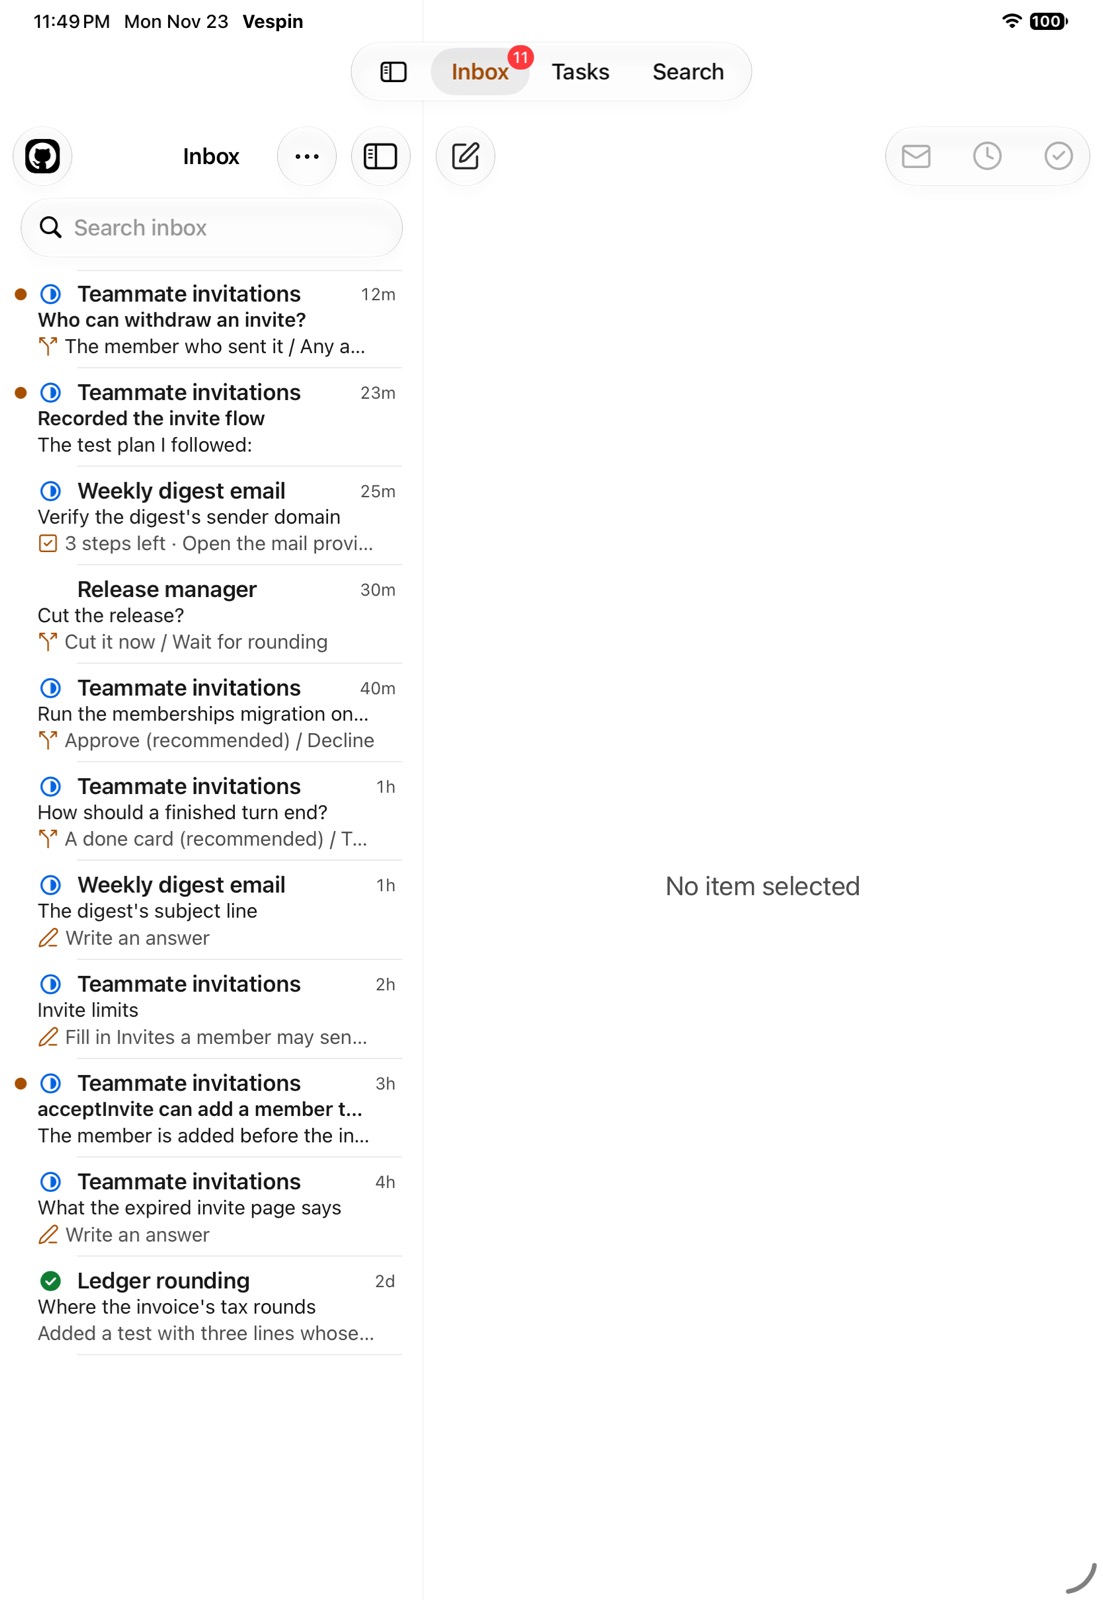 11:49 PM Mon Nov 23 Vespin
100
Inbox 11 Tasks Search
Inbox
Search inbox
Teammate invitations 12m
Who can withdraw an invite?
The member who sent it / Any a...
Teammate invitations 23m
Recorded the invite flow
The test plan I followed:
Weekly digest email 25m
Verify the digest's sender domain
3 steps left · Open the mail provi...
Release manager 30m
Cut the release?
Cut it now / Wait for rounding
Teammate invitations 40m
Run the memberships migration on...
Approve (recommended) / Decline
Teammate invitations 1h
How should a finished turn end?
A done card (recommended) / T...
Weekly digest email 1h
The digest's subject line
Write an answer
Teammate invitations 2h
Invite limits
Fill in Invites a member may sen...
Teammate invitations 3h
acceptInvite can add a member t...
The member is added before the in...
Teammate invitations 4h
What the expired invite page says
Write an answer
Ledger rounding 2d
Where the invoice's tax rounds
Added a test with three lines whose...
No item selected